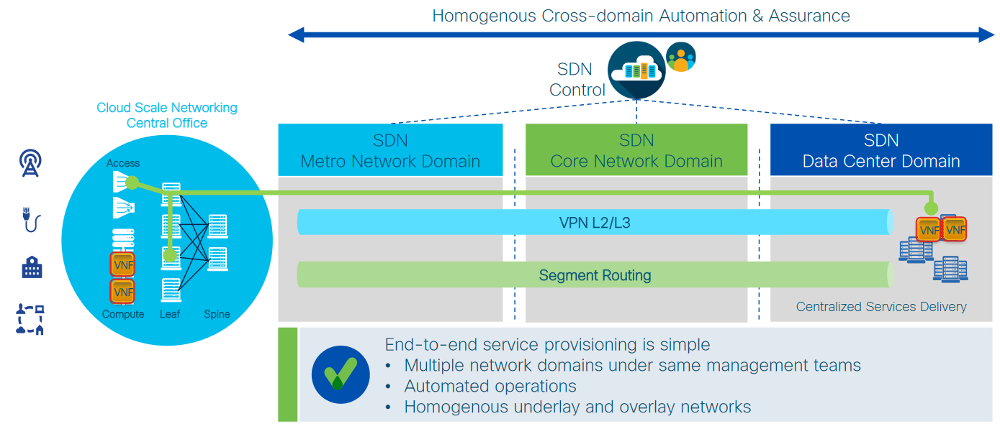 Homogenous Cross-domain Automation & Assurance
SDN
Control
Cloud Scale Networking
Central Office
SDN
Metro Network Domain
SDN
Core Network Domain
SDN
Data Center Domain
Access
VPN L2/L3
VNF
VNF
VNF
VNF
Segment Routing
Compute
Leaf
Spine
Centralized Services Delivery
End-to-end service provisioning is simple
• Multiple network domains under same management teams
• Automated operations
• Homogenous underlay and overlay networks